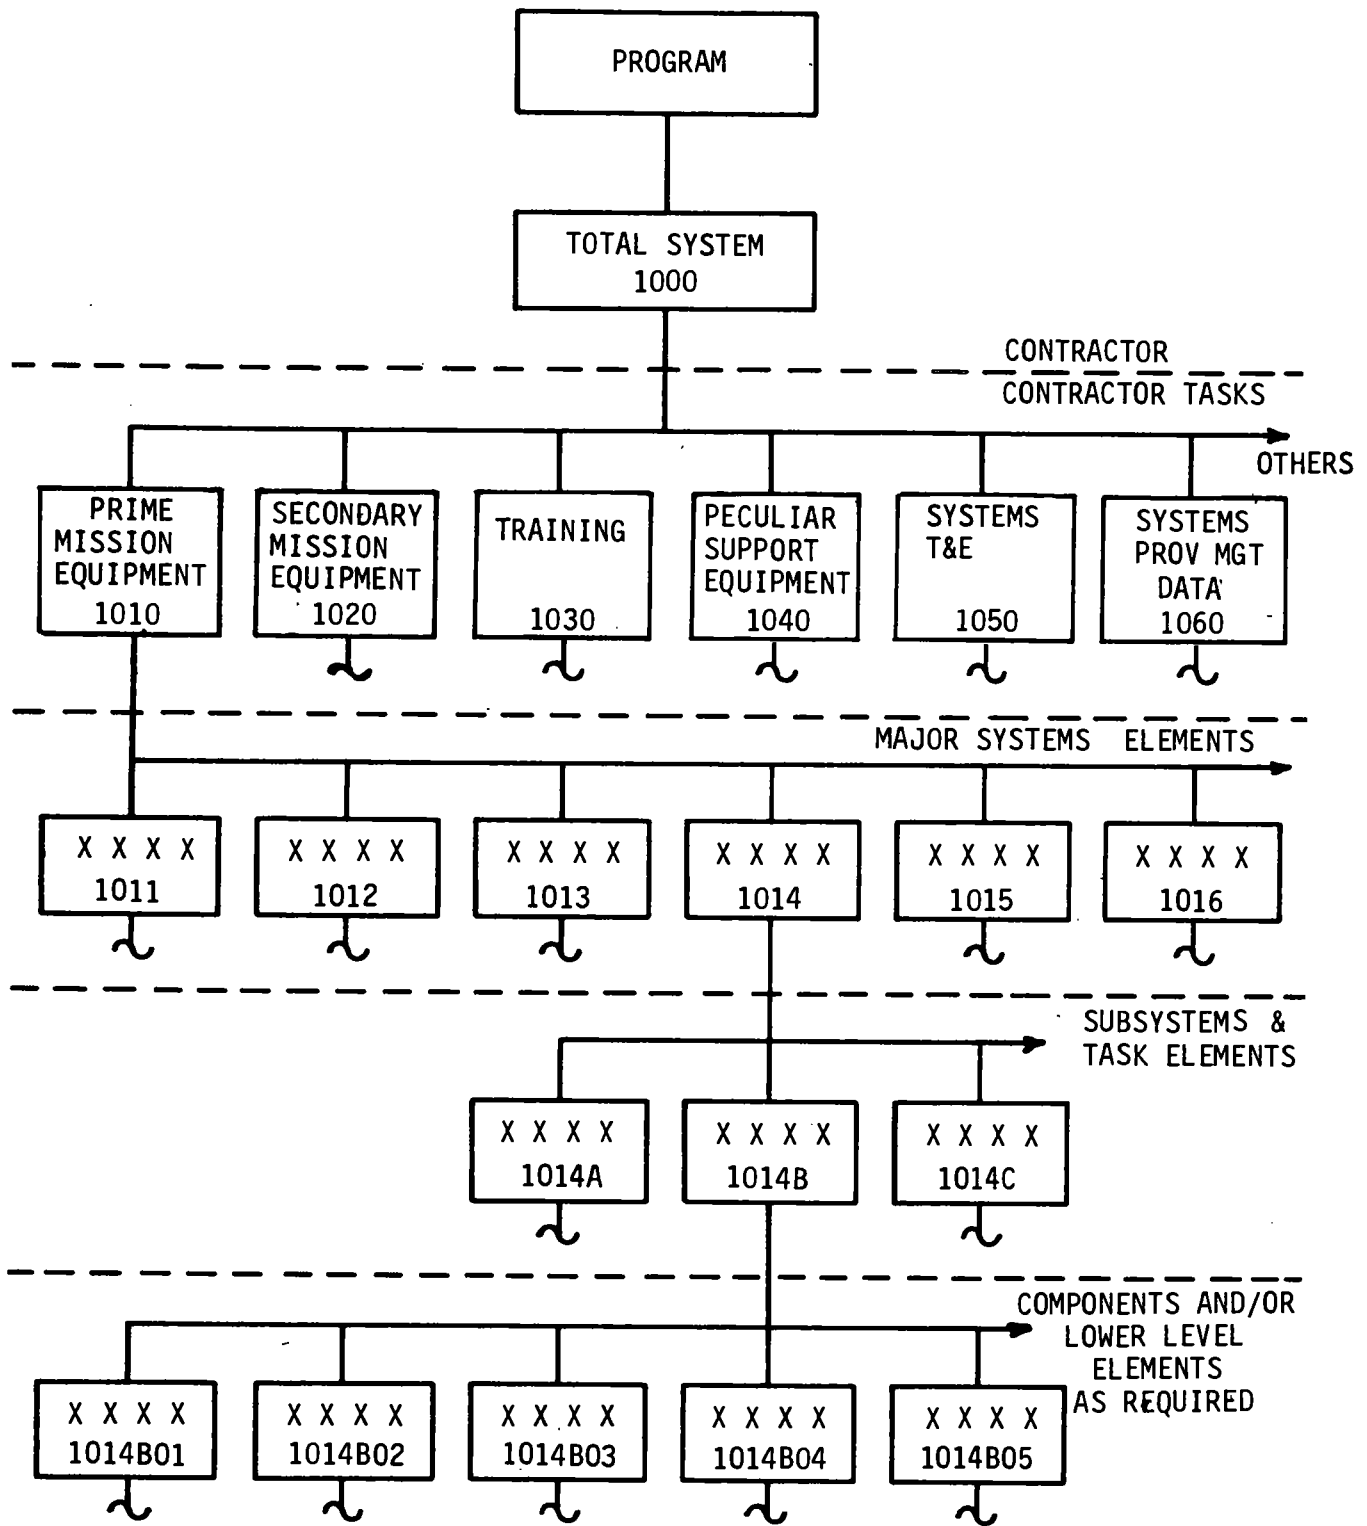 PROGRAM
TOTAL SYSTEM
1000
CONTRACTOR
CONTRACTOR TASKS
OTHERS
PRIME
MISSION
EQUIPMENT
1010
SECONDARY
MISSION
EQUIPMENT
1020
TRAINING
1030
PECULIAR
SUPPORT
EQUIPMENT
1040
SYSTEMS
T&E
1050
SYSTEMS
PROV MGT
DATA
1060
MAJOR SYSTEMS ELEMENTS
X X X X
1011
X X X X
1012
X X X X
1013
X X X X
1014
X X X X
1015
X X X X
1016
SUBSYSTEMS &
TASK ELEMENTS
X X X X
1014A
X X X X
1014B
X X X X
1014C
COMPONENTS AND/OR
LOWER LEVEL
ELEMENTS
AS REQUIRED
X X X X
1014B01
X X X X
1014B02
X X X X
1014B03
X X X X
1014B04
X X X X
1014B05